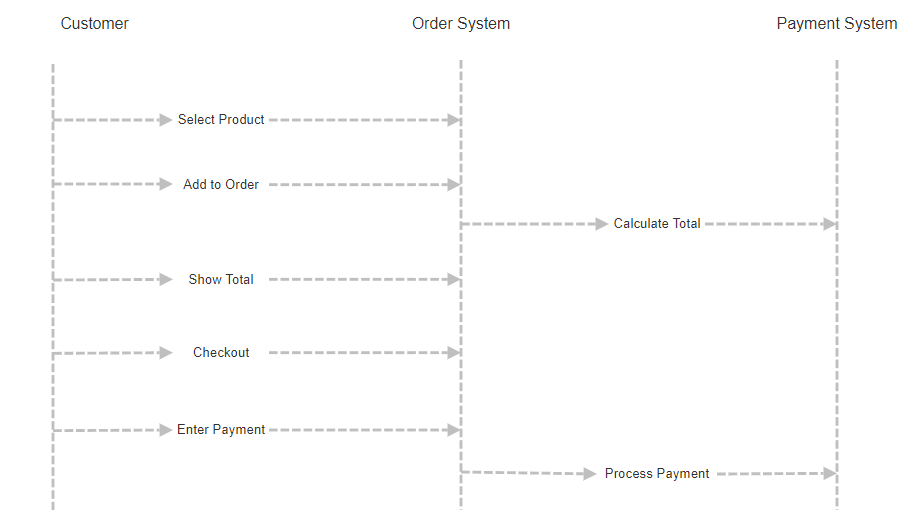 Customer
Order System
Payment System
Select Product
Add to Order
Calculate Total
Show Total
Checkout
Enter Payment
Process Payment